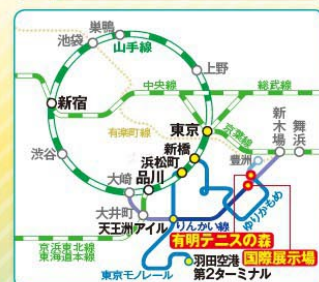 巣鴨
池袋
山手線
上野
中央線
総武線
新宿
有楽町線
東京
京葉線
新木場
舞浜
新橋
渋谷
浜松町
豊洲
品川
大崎
ゆりかもめ
大井町
りんかい線
天王洲アイル
有明テニスの森
国際展示場
京浜東北線
東海道本線
羽田空港
第2ターミナル
東京モノレール